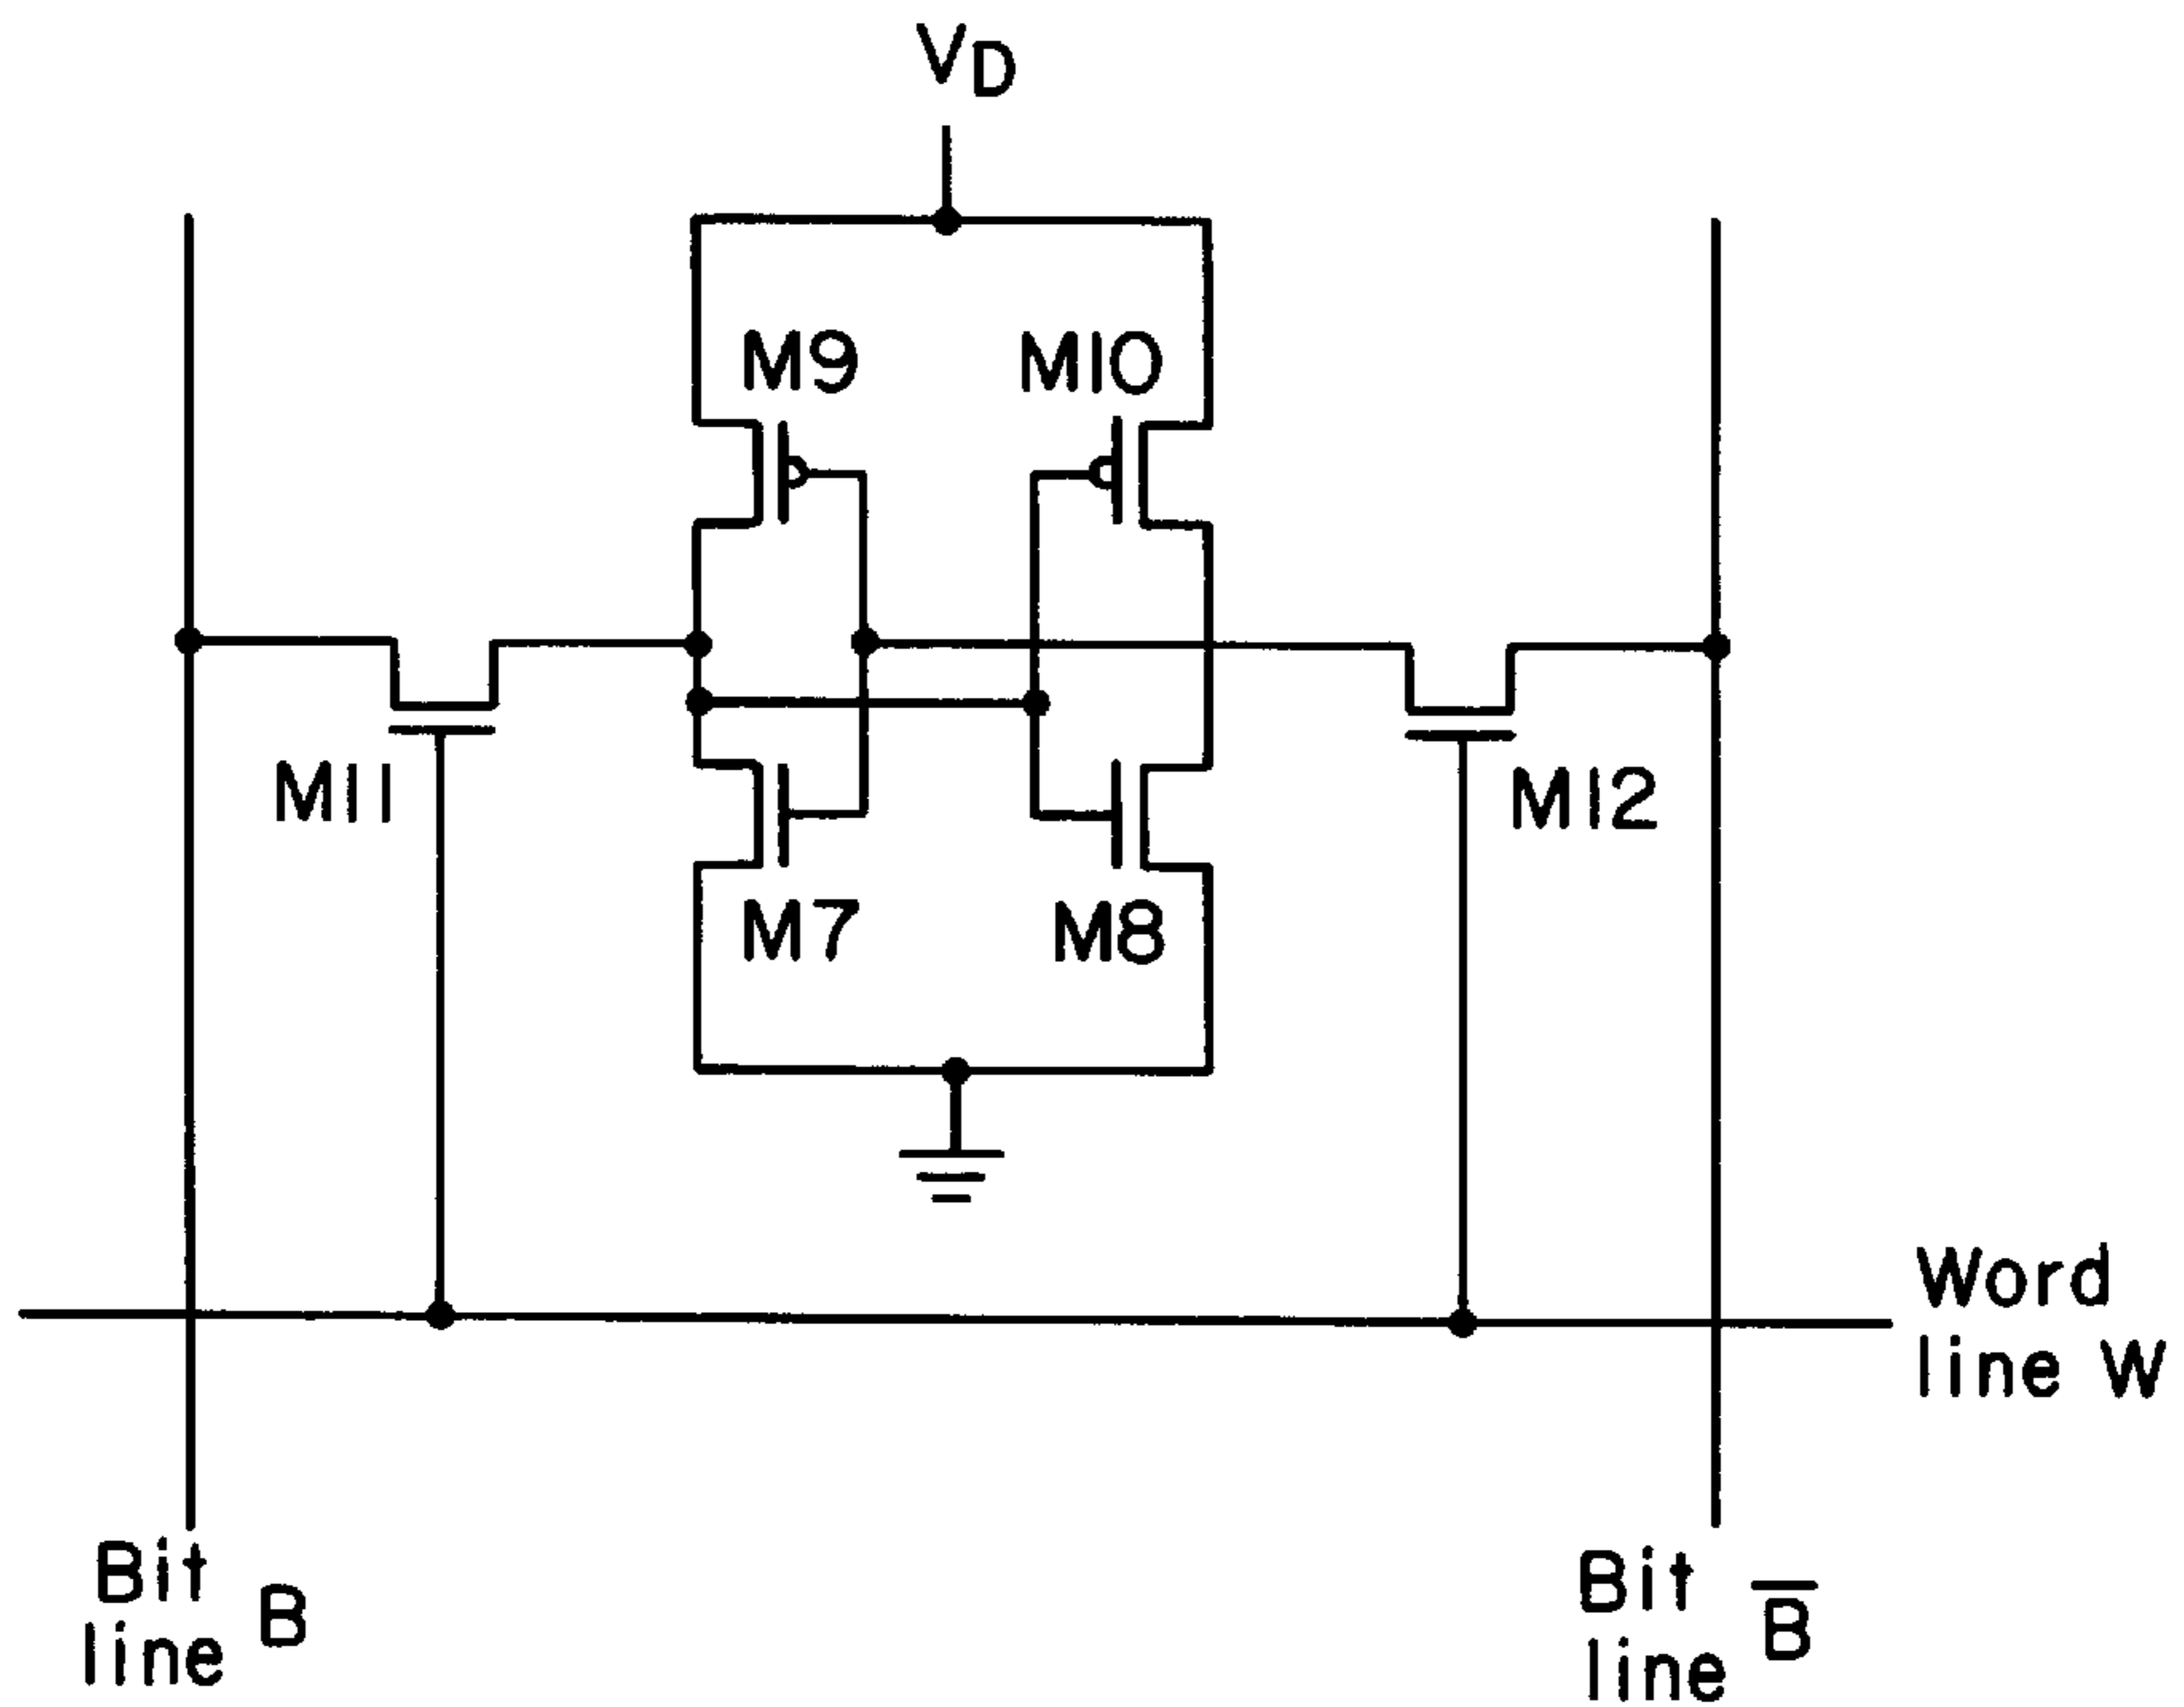 VD
M9 M10
M11 M12
M7 M8
Word
line W
Bit
line B
Bit
line B̅